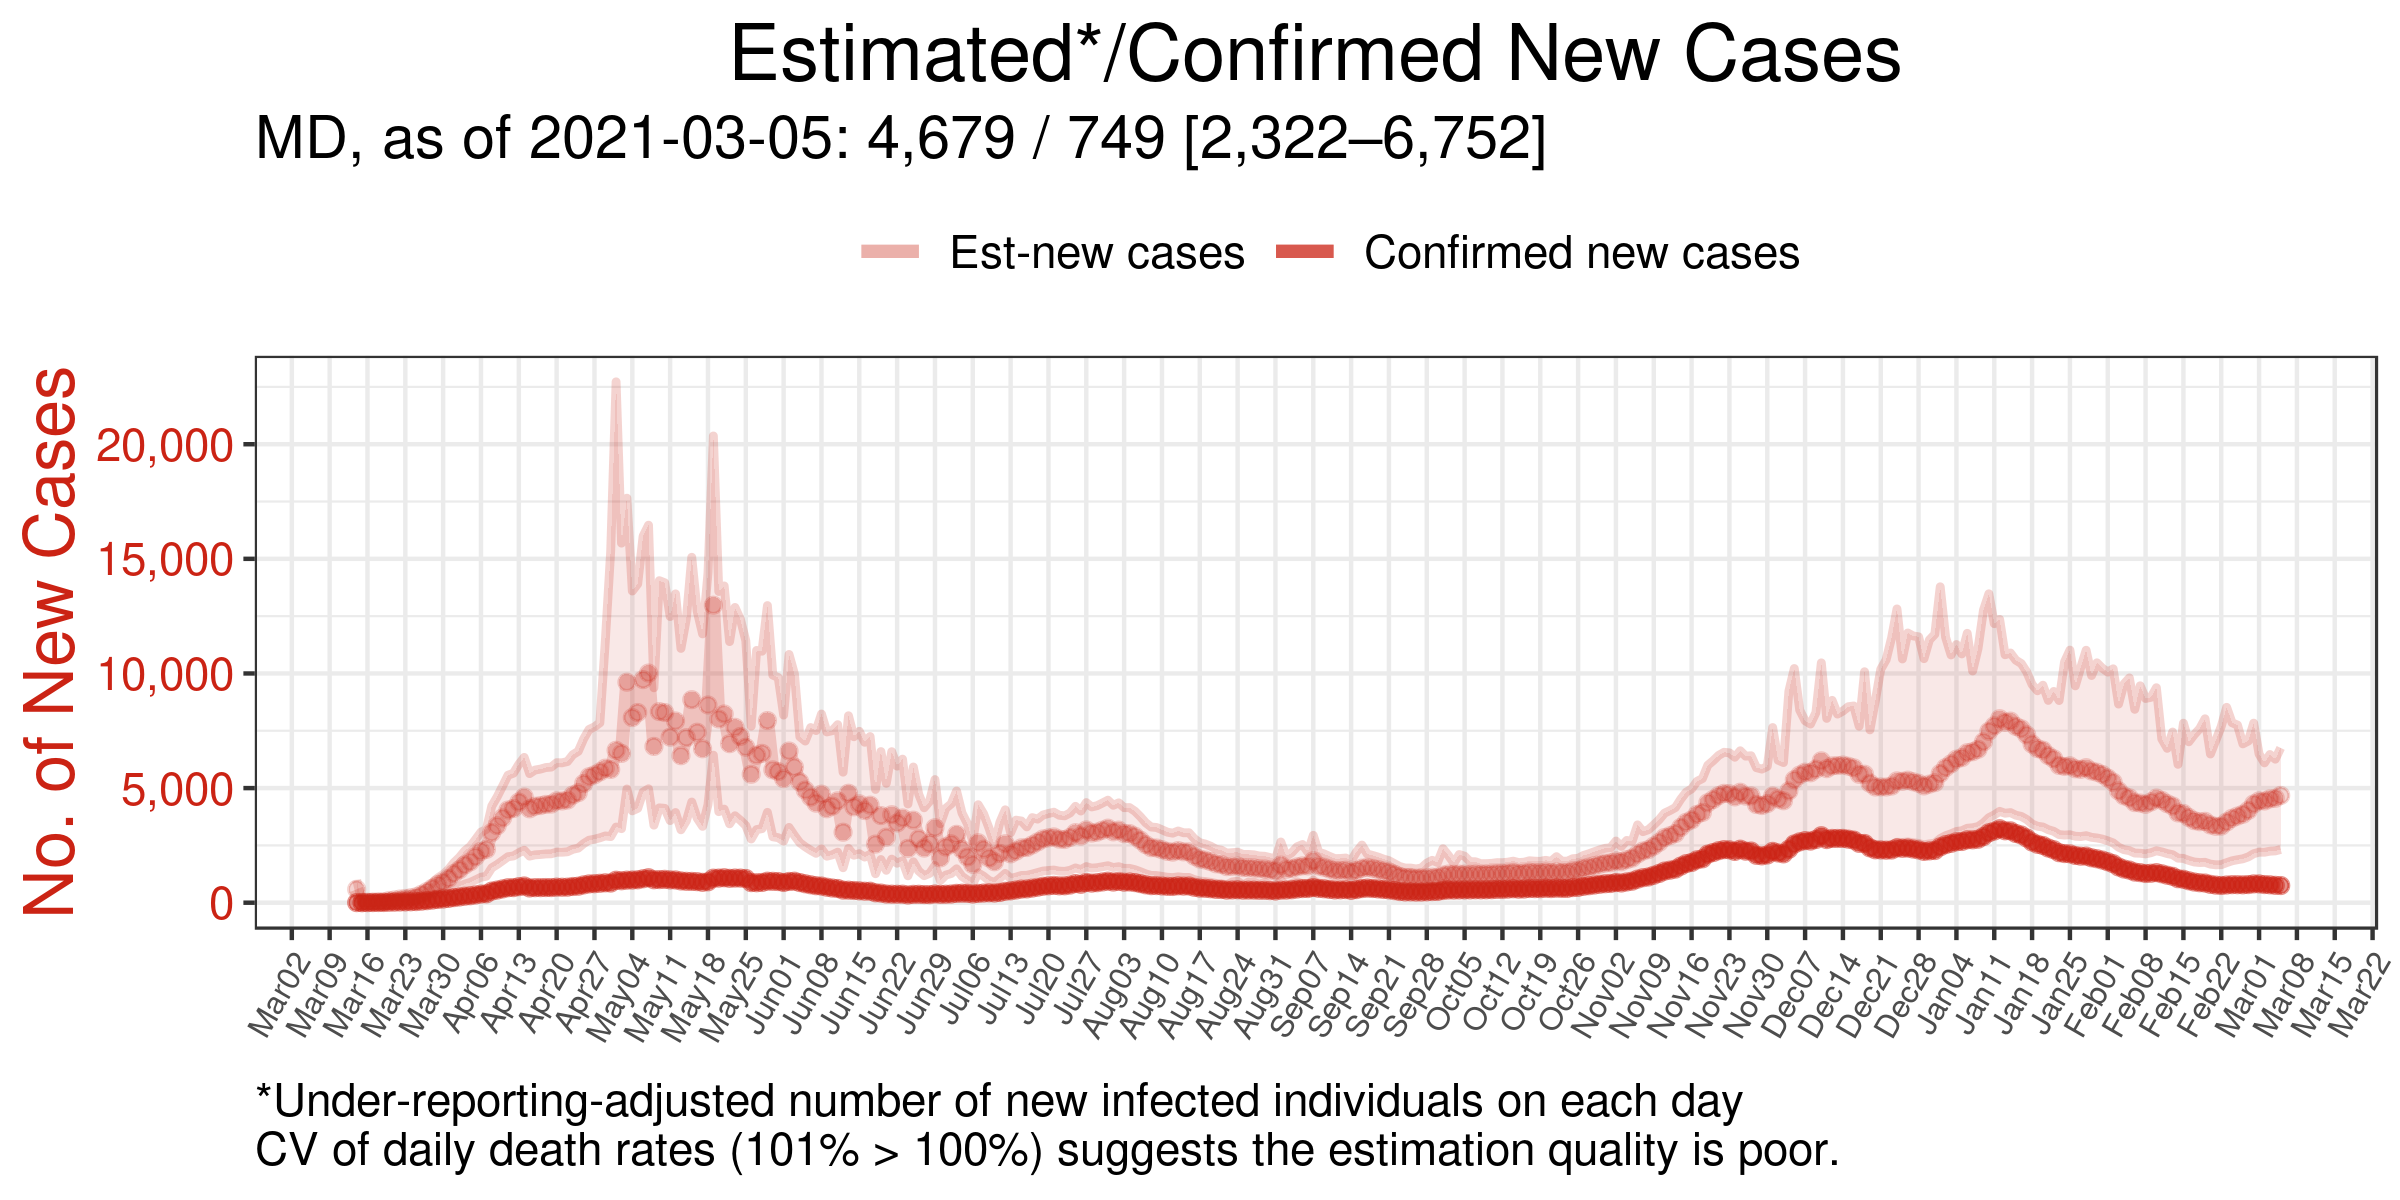 Estimated*/Confirmed New Cases
MD, as of 2021-03-05: 4,679 / 749 [2,322–6,752]
Est-new cases
Confirmed new cases
No. of New Cases
20,000
15,000
10,000
5,000
0
Mar02
Mar09
Mar16
Mar23
Mar30
Apr06
Apr13
Apr20
Apr27
May04
May11
May18
May25
Jun01
Jun08
Jun15
Jun22
Jun29
Jul06
Jul13
Jul20
Jul27
Aug03
Aug10
Aug17
Aug24
Aug31
Sep07
Sep14
Sep21
Sep28
Oct05
Oct12
Oct19
Oct26
Nov02
Nov09
Nov16
Nov23
Nov30
Dec07
Dec14
Dec21
Dec28
Jan04
Jan11
Jan18
Jan25
Feb01
Feb08
Feb15
Feb22
Mar01
Mar08
Mar15
Mar22
*Under-reporting-adjusted number of new infected individuals on each day
CV of daily death rates (101% > 100%) suggests the estimation quality is poor.